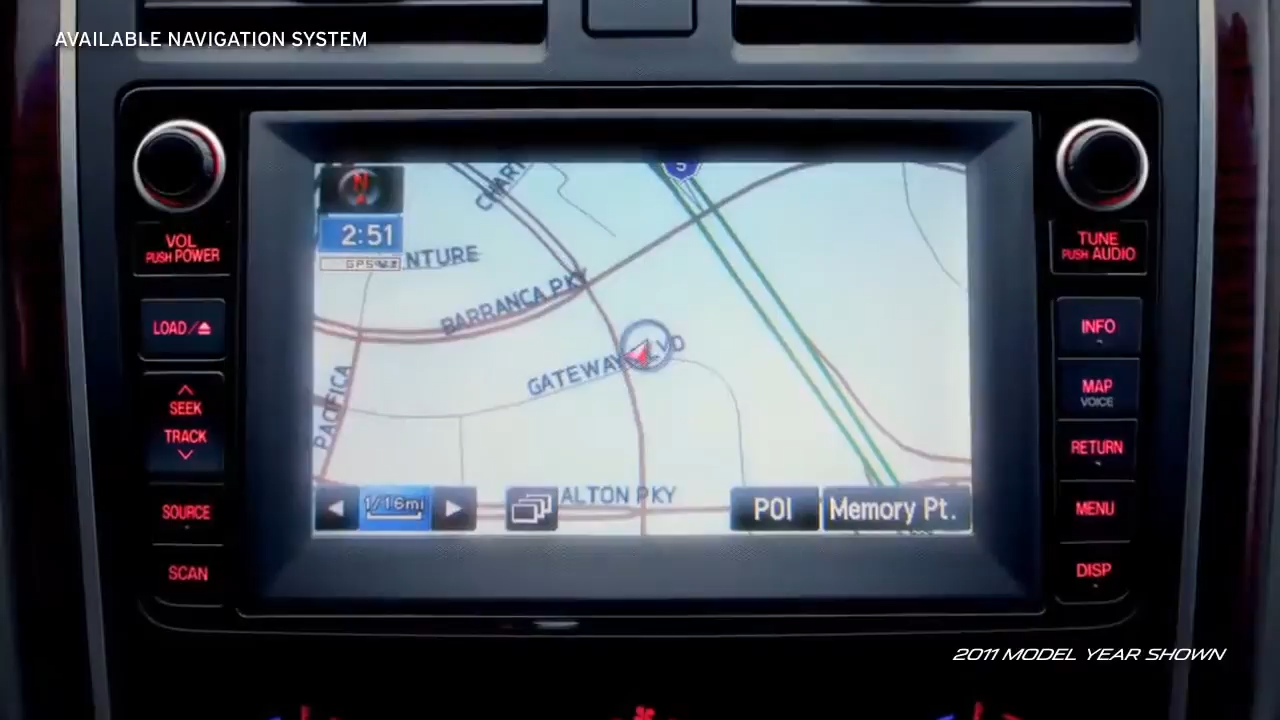 AVAILABLE NAVIGATION SYSTEM
VOL
PUSH POWER
LOAD/
SEEK
TRACK
SOURCE
SCAN
N
2:51
GPS
5
NTURE
BARRANCA PKY
GATEWAY
PACIFICA
ALTON PKY
1/16mi
POI
Memory Pt.
TUNE
PUSH AUDIO
INFO
MAP
VOICE
RETURN
MENU
DISP
2011 MODEL YEAR SHOWN